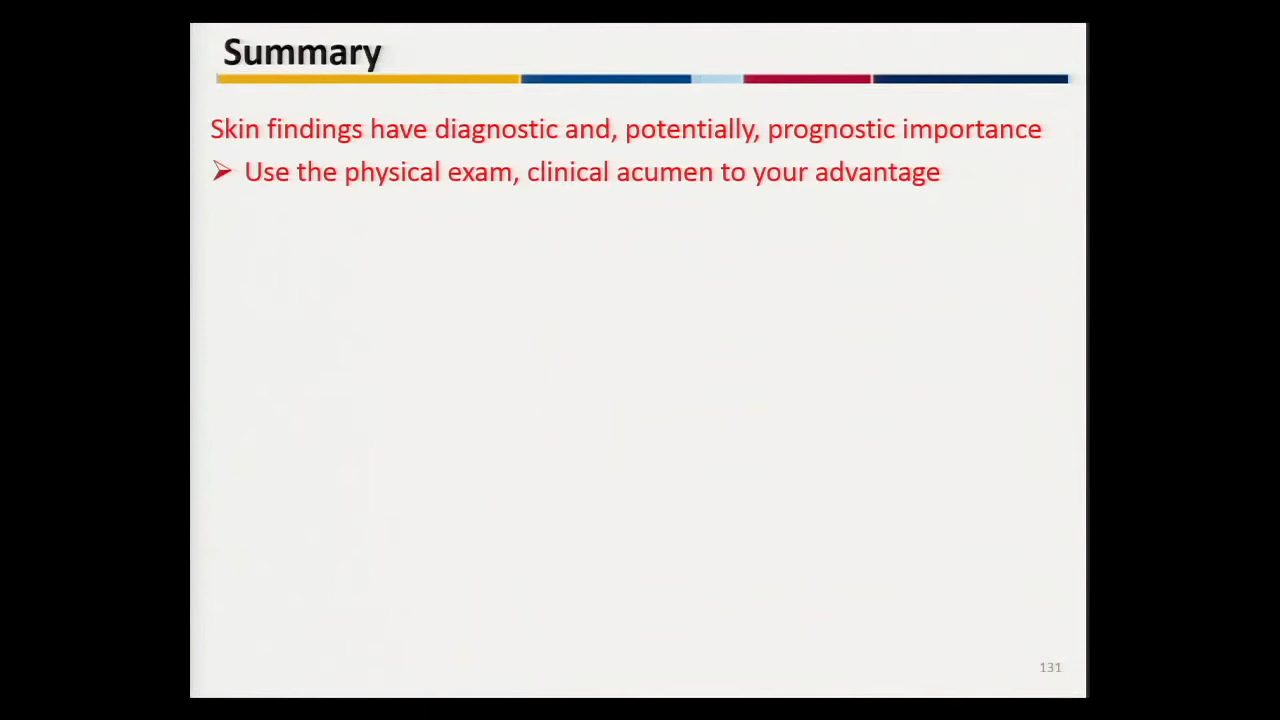 Summary
Skin findings have diagnostic and, potentially, prognostic importance
➢ Use the physical exam, clinical acumen to your advantage
131